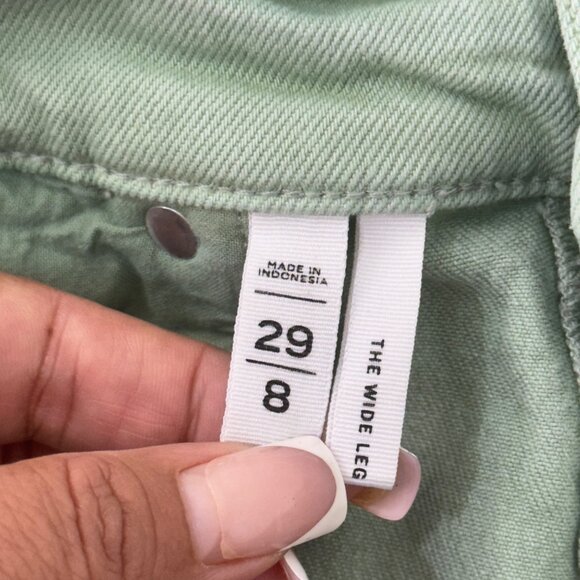 MADE IN
INDONESIA
29
8
THE WIDE LEG